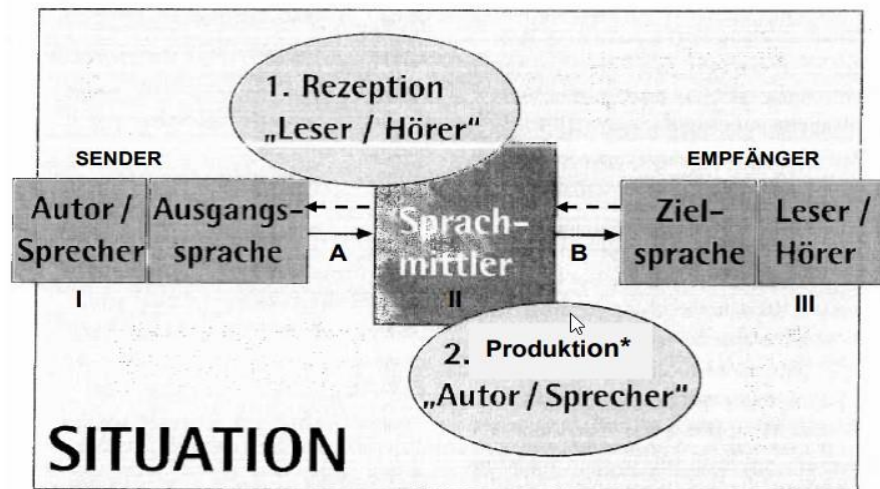 1. Rezeption
„Leser / Hörer“
SENDER
EMPFÄNGER
Autor /
Sprecher
I
Ausgangs-
sprache
A
Sprach-
mittler
II
B
Ziel-
sprache
Leser /
Hörer
III
2. Produktion*
„Autor / Sprecher“
SITUATION